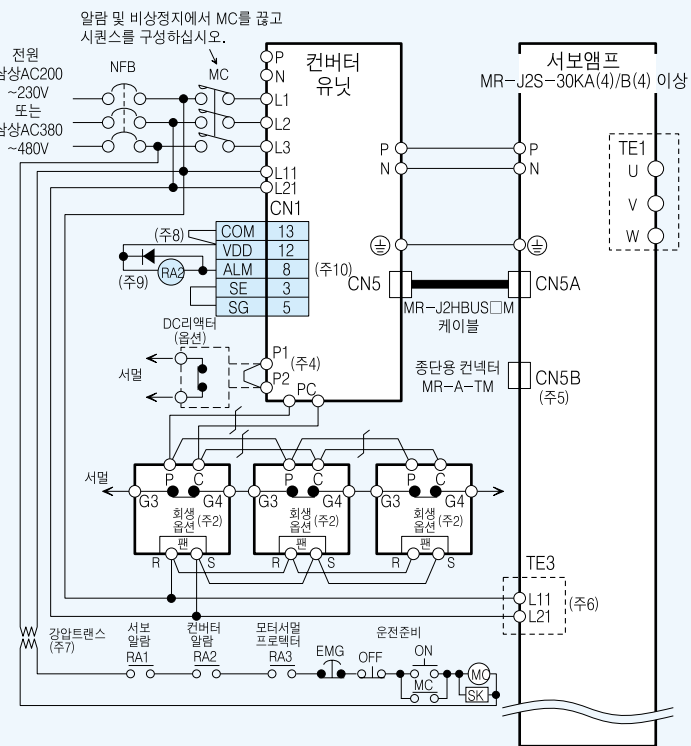 알람 및 비상정지에서 MC를 끊고
시퀀스를 구성하십시오.
전원
삼상AC200
~230V
또는
삼상AC380
~480V
NFB
MC
P
N
L1
L2
L3
L11
L21
컨버터
유닛
서보앰프
MR-J2S-30KA(4)/B(4) 이상
P
N
P
N
TE1
U
V
W
CN1
COM 13
VDD 12
ALM 8
SE 3
SG 5
(주8)
(주9)
RA2
(주10)
CN5
CN5A
MR-J2HBUS□M
케이블
DC리액터
(옵션)
서멀
P1
P2
(주4)
PC
종단용 컨넥터
MR-A-TM
CN5B
(주5)
서멀
P C
G3 G4
회생
옵션(주2)
팬
R S
P C
G3 G4
회생
옵션(주2)
팬
R S
P C
G3 G4
회생
옵션(주2)
팬
R S
TE3
L11
L21
(주6)
강압트랜스
(주7)
서보
알람
RA1
컨버터
알람
RA2
모터서멀
프로텍터
RA3
EMG
운전준비
OFF
ON
MC
MC
SK